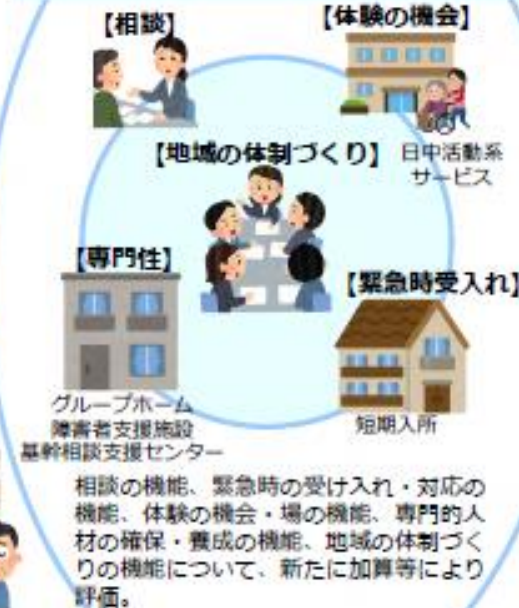 【相談】
【体験の機会】
【地域の体制づくり】
日中活動系
サービス
【専門性】
【緊急時受入れ】
グループホーム
障害者支援施設
基幹相談支援センター
短期入所
相談の機能、緊急時の受け入れ・対応の
機能、体験の機会・場の機能、専門的人
材の確保・養成の機能、地域の体制づく
りの機能について、新たに加算等により
評価。